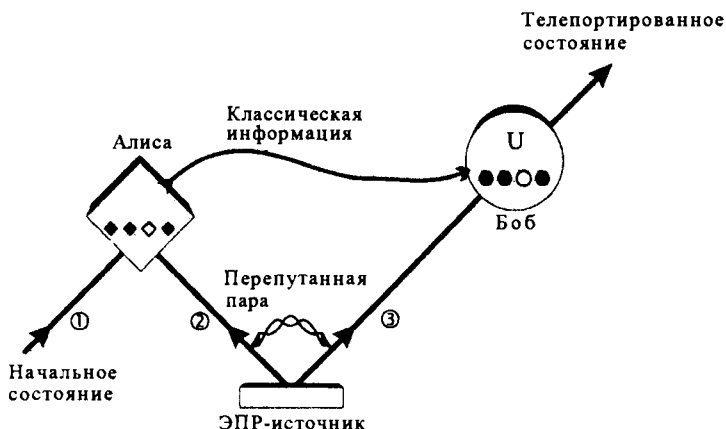 Телепортированное
состояние
Классическая
информация
Алиса
U
Боб
Перепутанная
пара
①
②
③
Начальное
состояние
ЭПР-источник